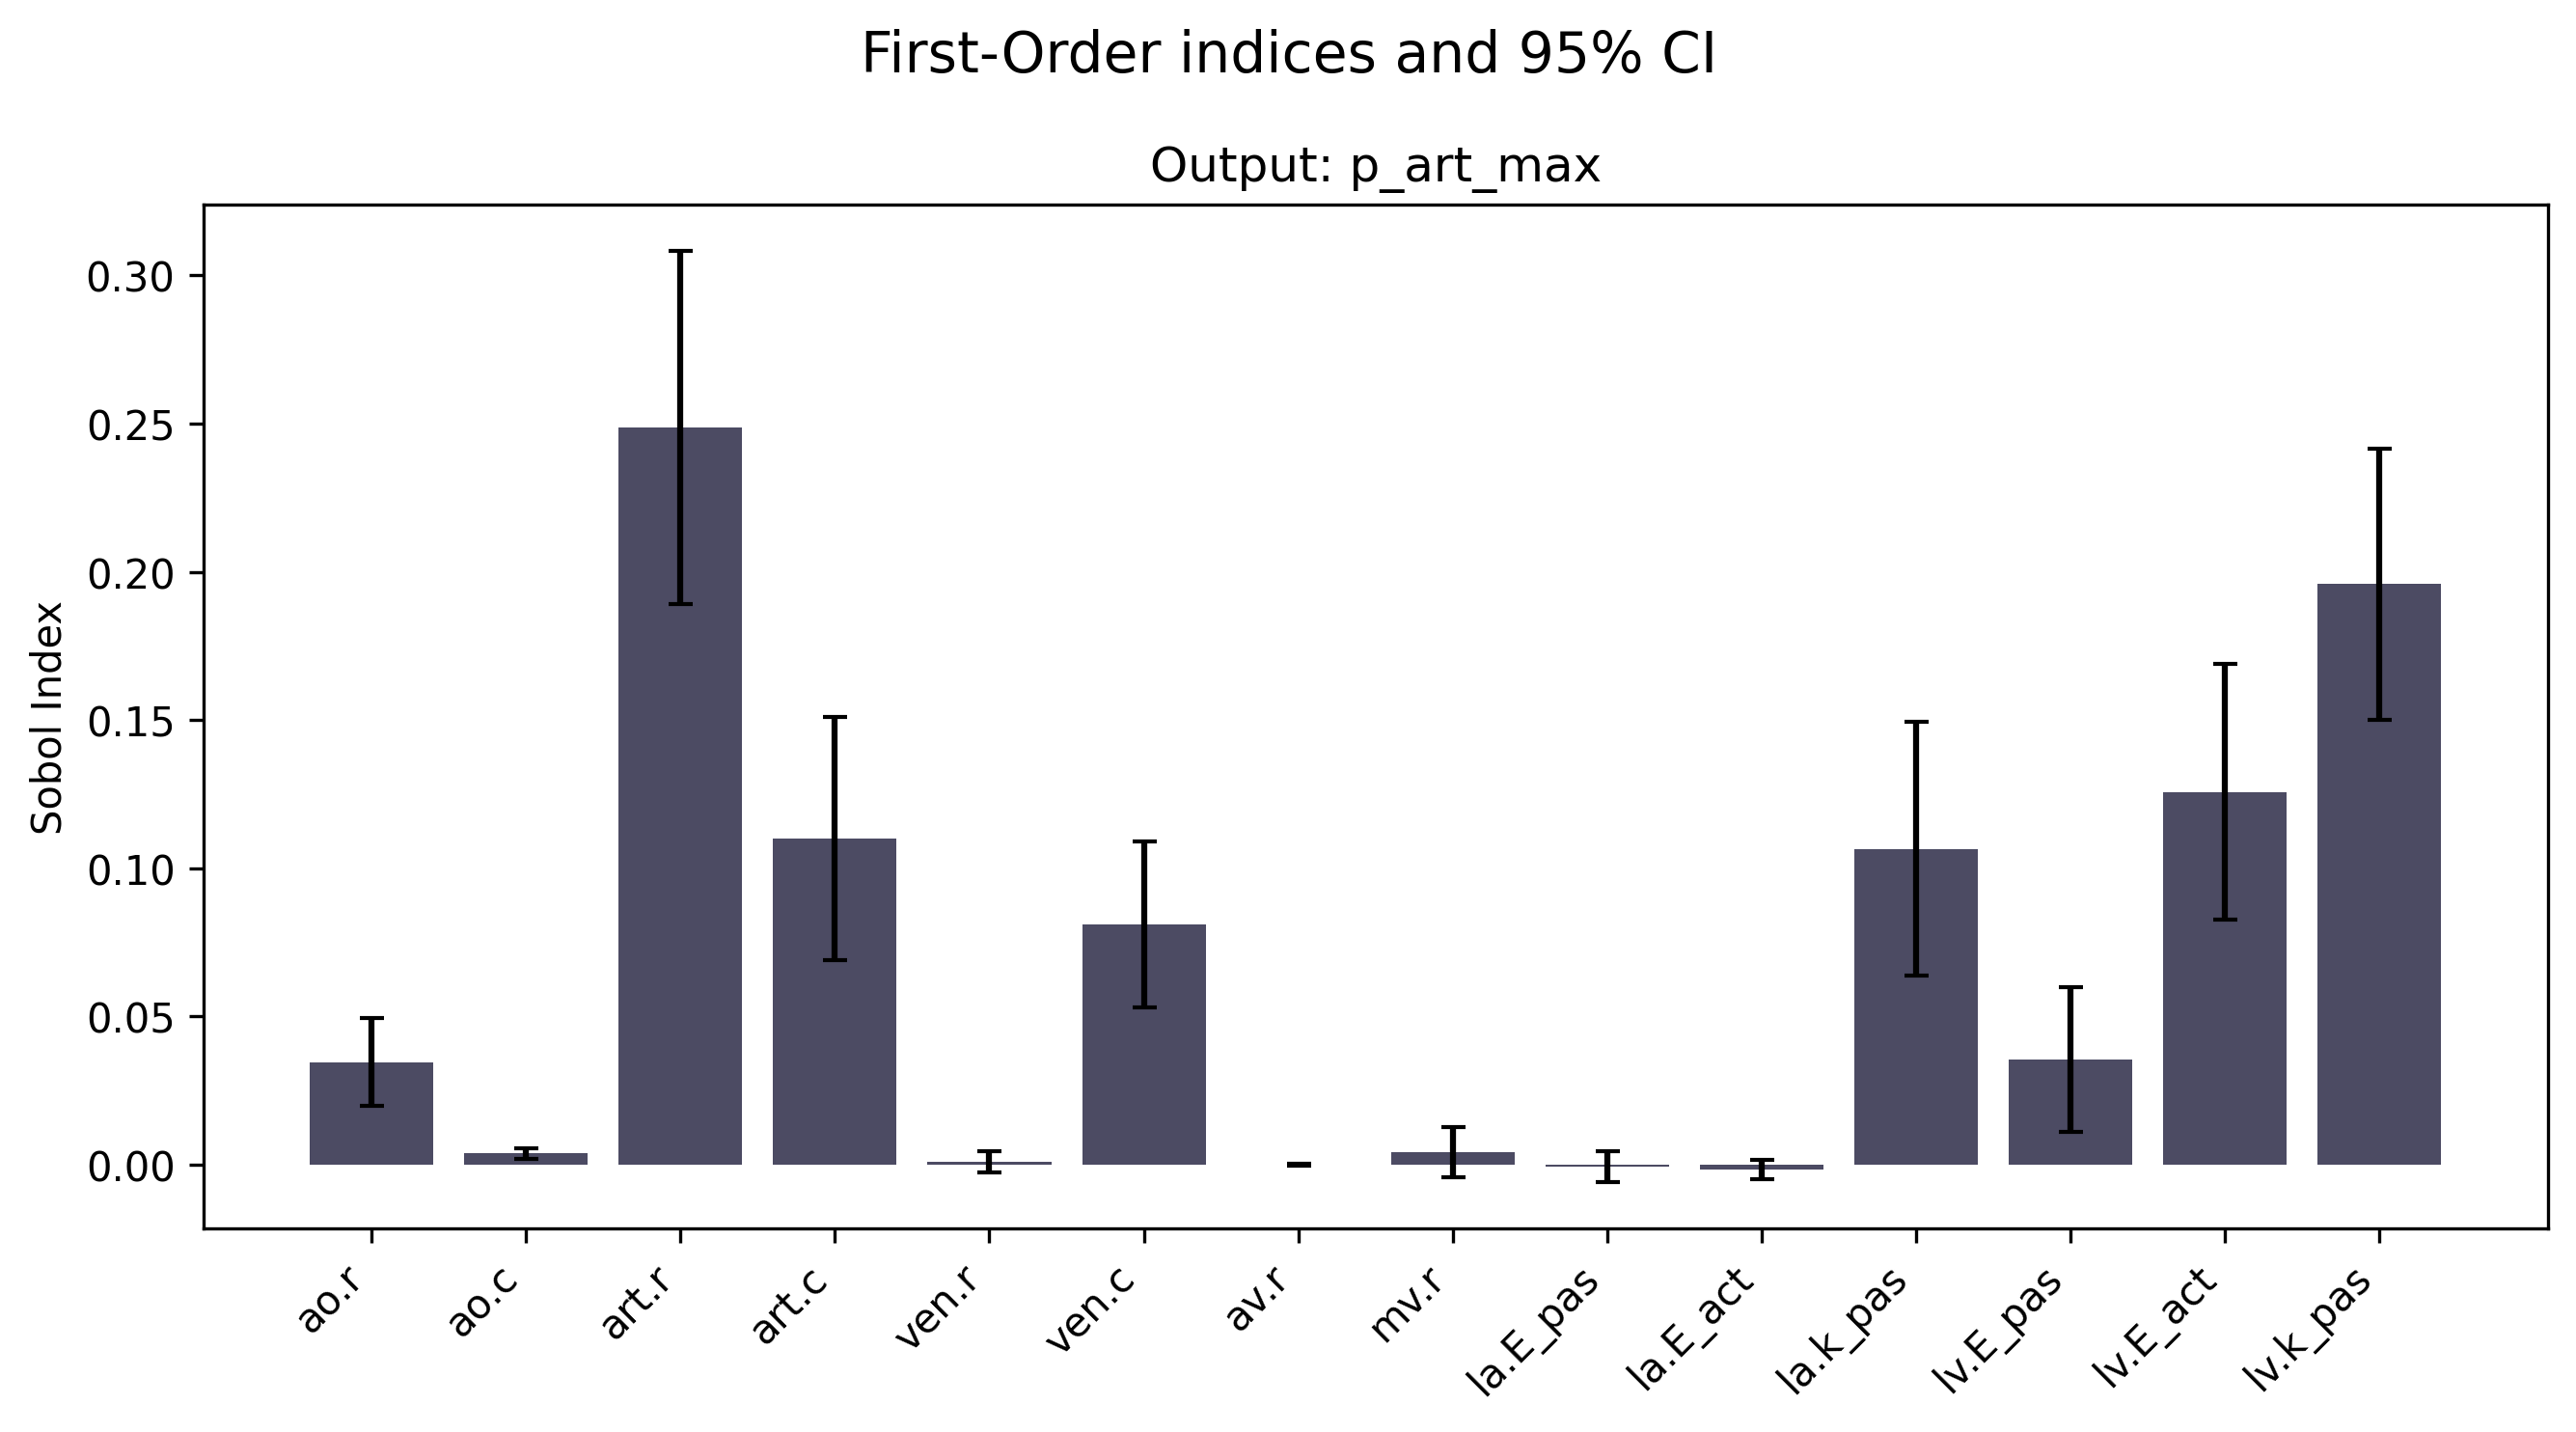 First-Order indices and 95% CI
Output: p_art_max
Sobol Index
0.30
0.25
0.20
0.15
0.10
0.05
0.00
ao.r
ao.c
art.r
art.c
ven.r
ven.c
av.r
mv.r
la.E_pas
la.E_act
la.k_pas
lv.E_pas
lv.E_act
lv.k_pas